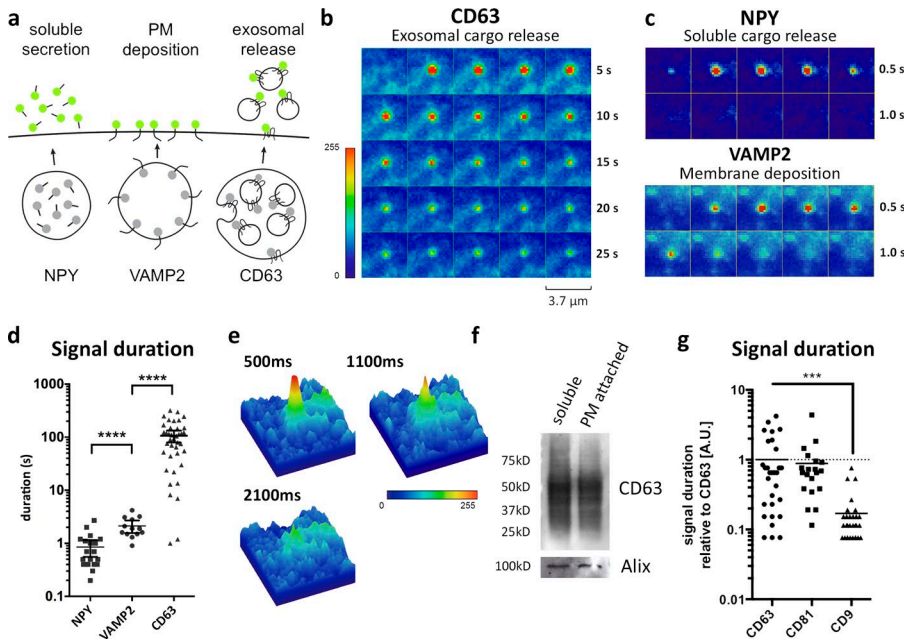 a
soluble
secretion
PM
deposition
exosomal
release
NPY
VAMP2
CD63
b
CD63
Exosomal cargo release
5 s
10 s
15 s
20 s
25 s
255
0
3.7 µm
c
NPY
Soluble cargo release
0.5 s
1.0 s
VAMP2
Membrane deposition
0.5 s
1.0 s
d
Signal duration
****
****
duration (s)
1000
100
10
1
0.1
NPY
VAMP2
CD63
e
500ms
1100ms
2100ms
0
255
f
soluble
PM attached
75kD
50kD
37kD
25kD
CD63
100kD
Alix
g
Signal duration
***
signal duration
relative to CD63 [A.U.]
10
1
0.1
0.01
CD63
CD81
CD9